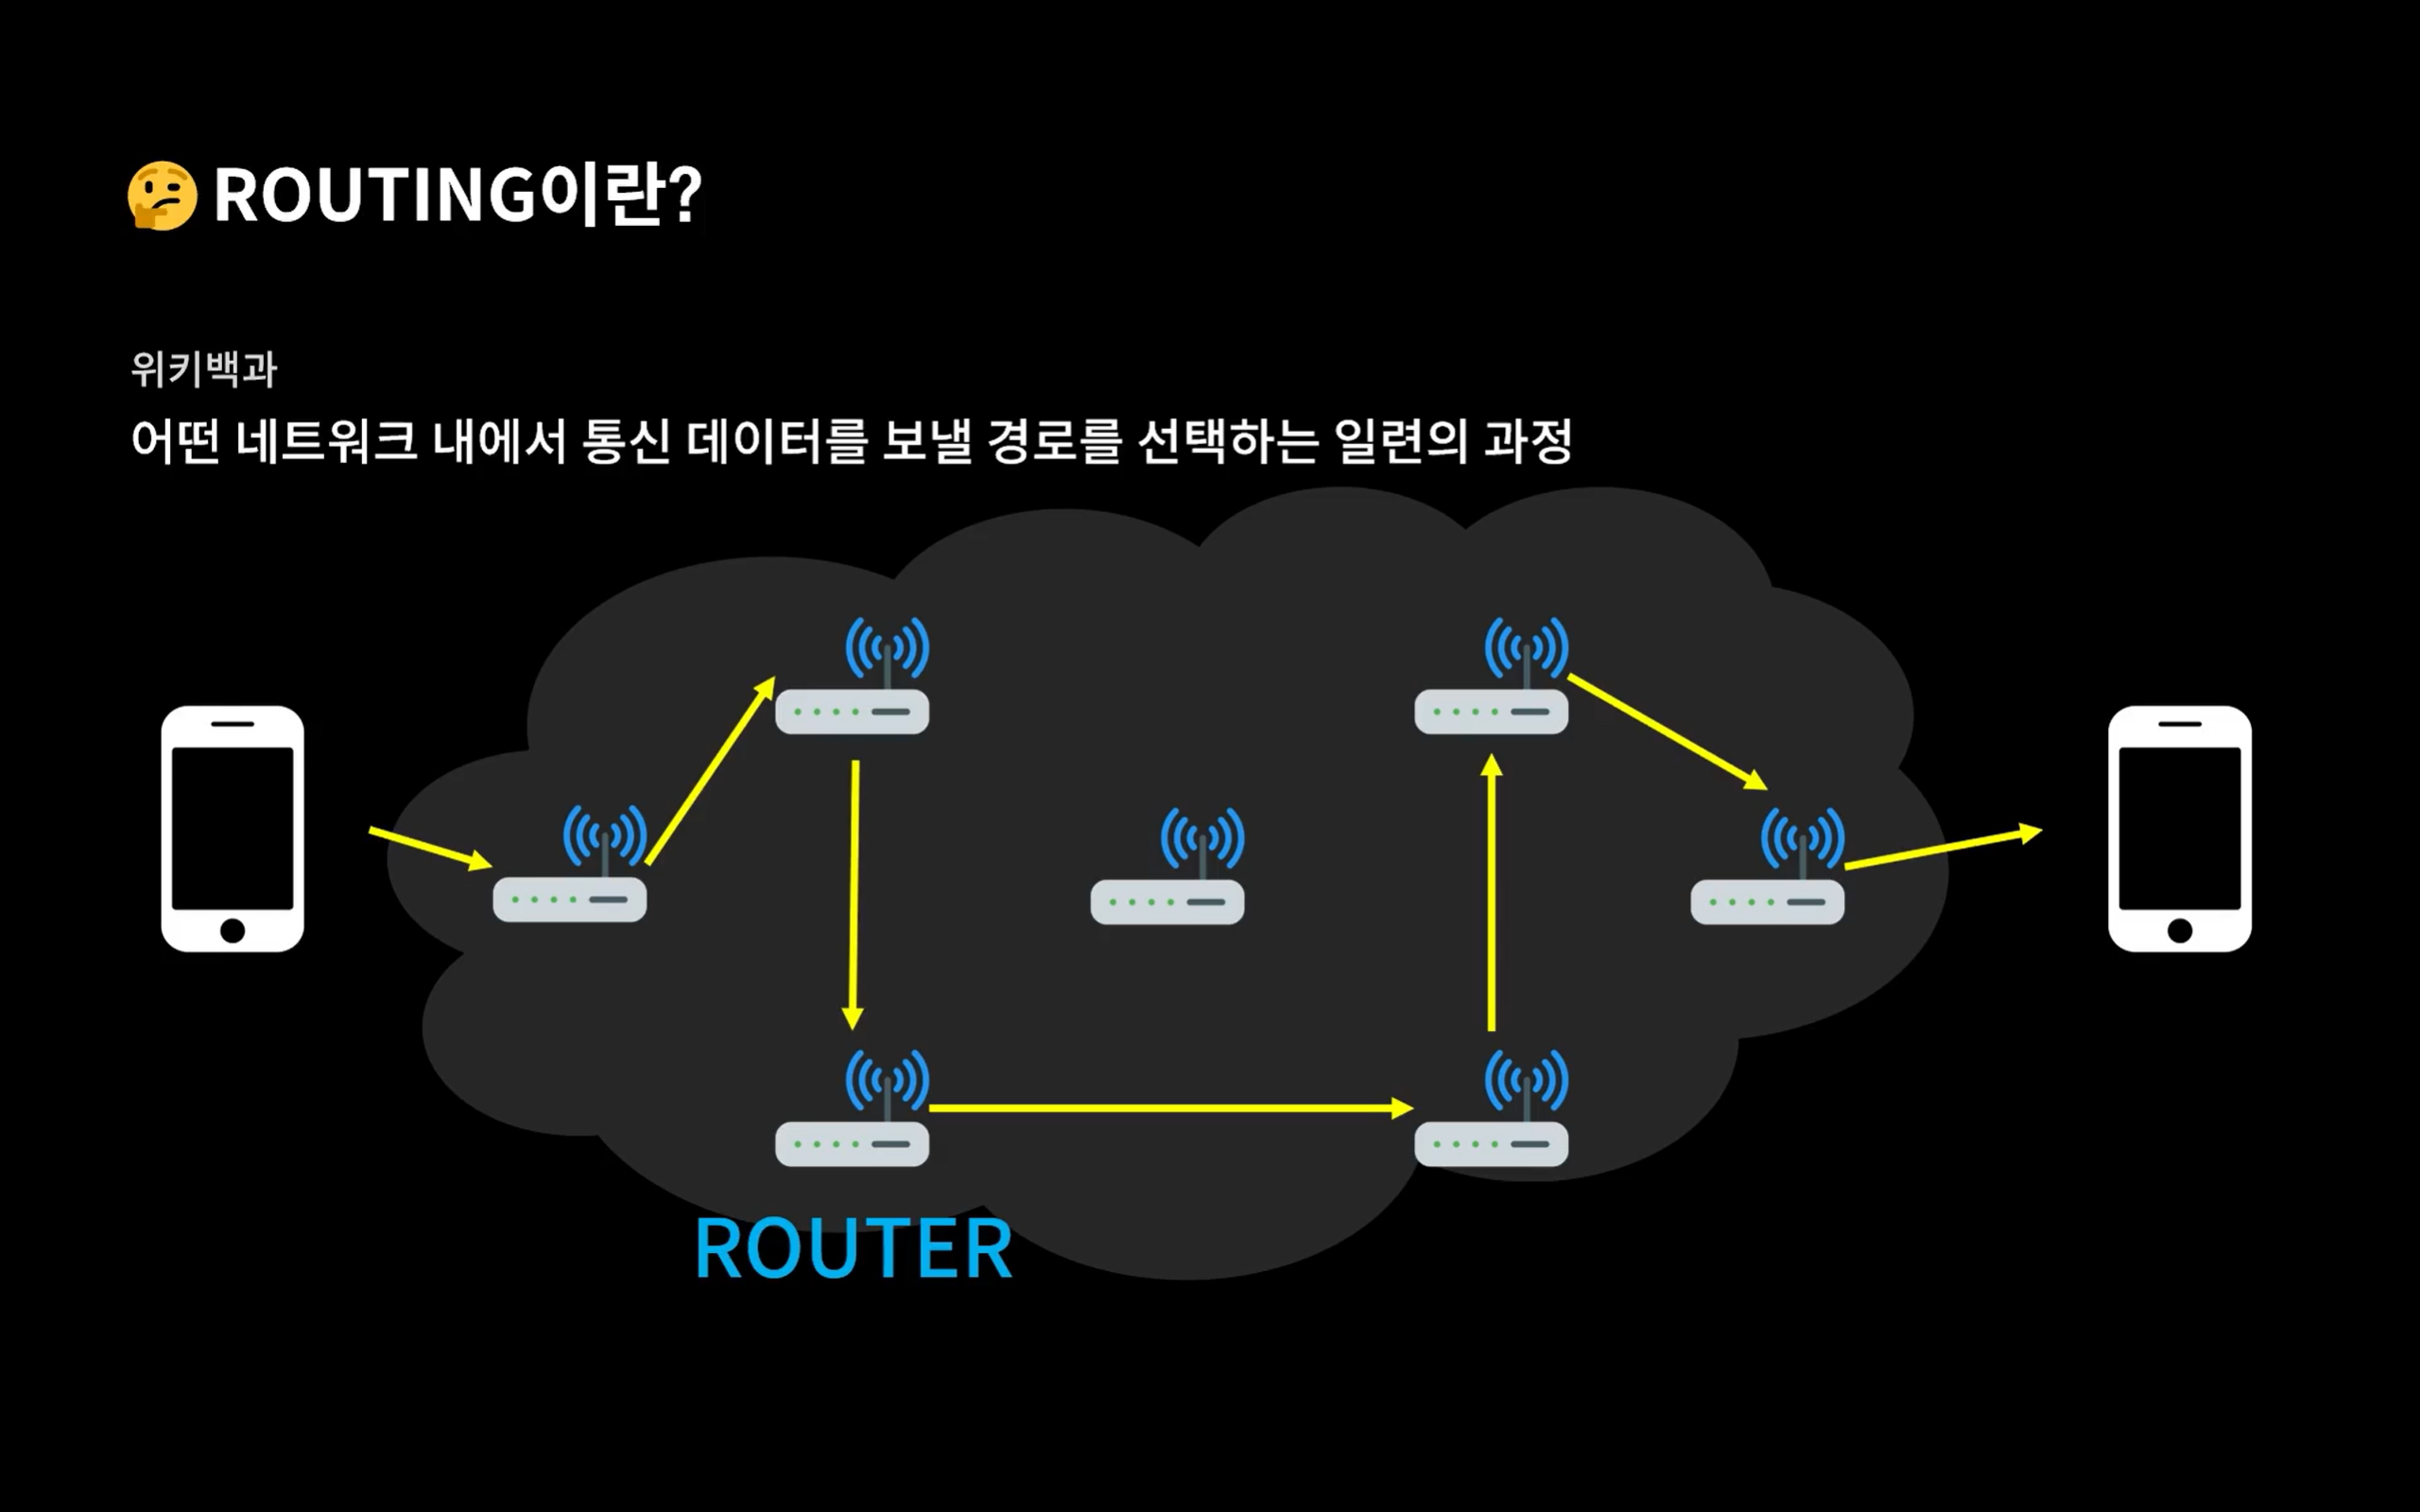 🤔 ROUTING이란?
위키백과
어떤 네트워크 내에서 통신 데이터를 보낼 경로를 선택하는 일련의 과정
ROUTER